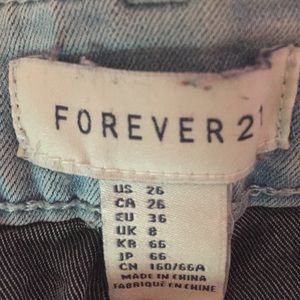 FOREVER 21
US 26
CA 26
EU 36
UK 8
KR 66
JP 66
CN 160/66A
MADE IN CHINA
FABRIQUÉ EN CHINE